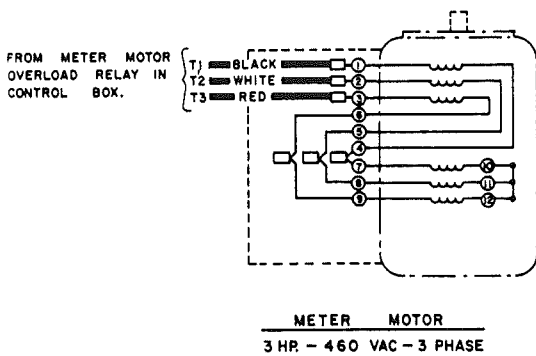 FROM METER MOTOR
OVERLOAD RELAY IN
CONTROL BOX.
T1 BLACK 1
T2 WHITE 2
T3 RED 3
6
5
4
7 10
8 11
9 12
METER MOTOR
3 HP. - 460 VAC - 3 PHASE